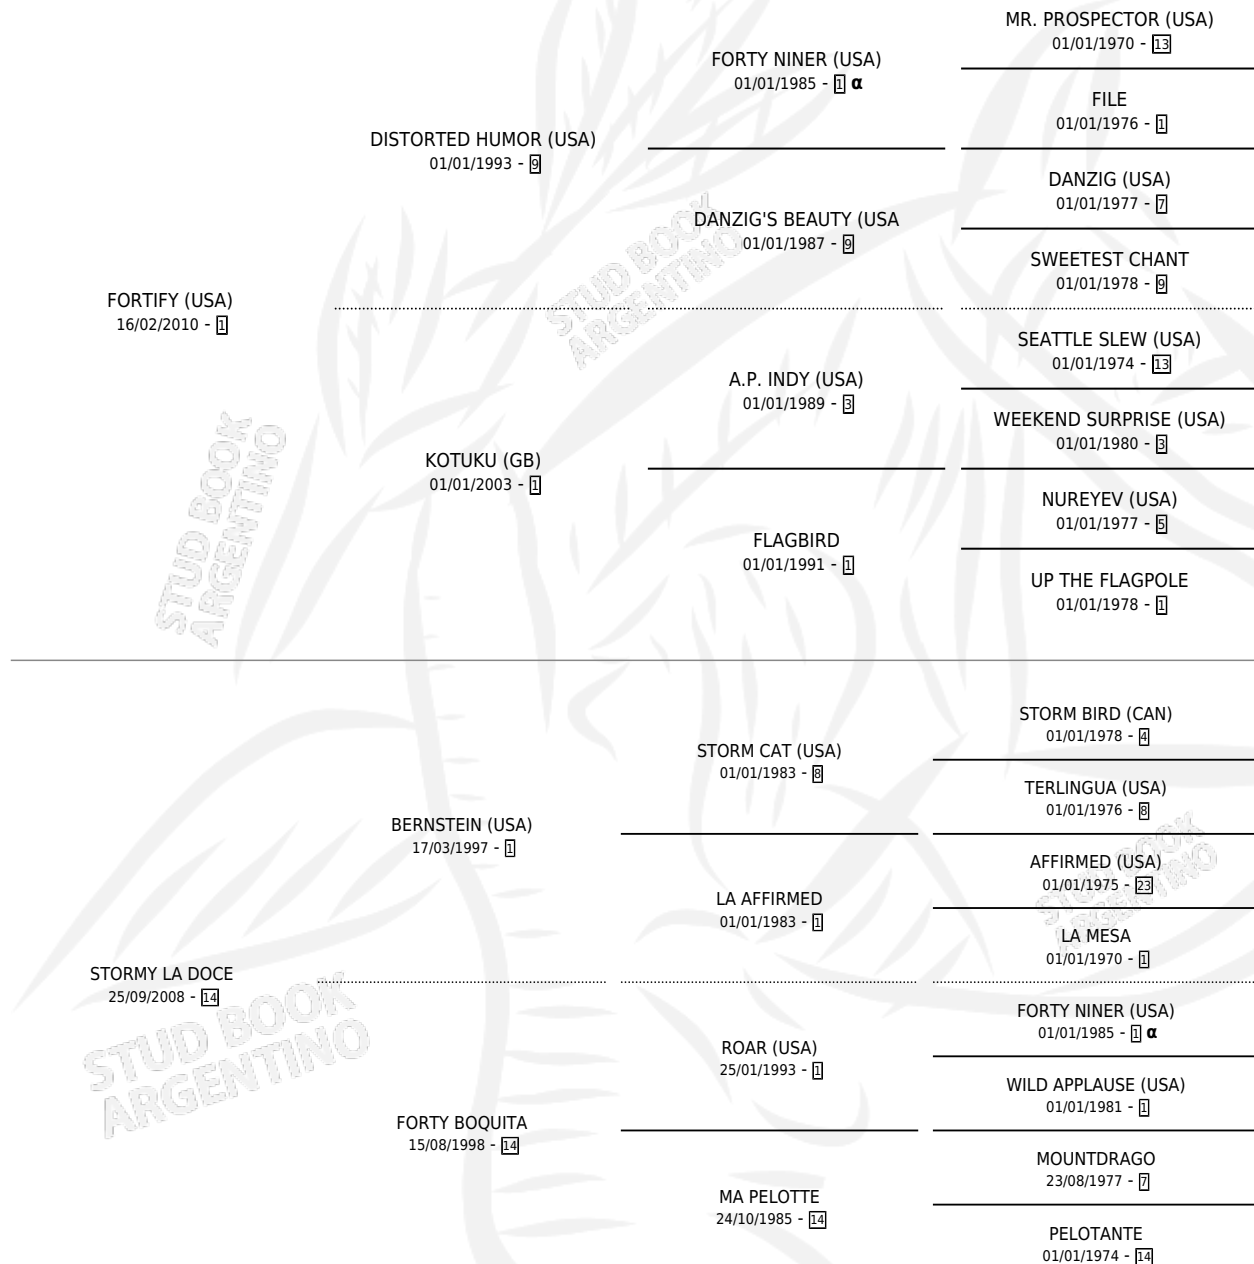 MR. PROSPECTOR (USA)
01/01/1970 - 13
FORTY NINER (USA)
01/01/1985 - 1 α
FILE
01/01/1976 - 1
DISTORTED HUMOR (USA)
01/01/1993 - 9
DANZIG (USA)
01/01/1977 - 7
DANZIG'S BEAUTY (USA
01/01/1987 - 9
SWEETEST CHANT
01/01/1978 - 9
FORTIFY (USA)
16/02/2010 - 1
STUD BOOK
ARGENTINO
SEATTLE SLEW (USA)
01/01/1974 - 13
A.P. INDY (USA)
01/01/1989 - 3
WEEKEND SURPRISE (USA)
01/01/1980 - 3
KOTUKU (GB)
01/01/2003 - 1
STUD BOOK
ARGENTINO
NUREYEV (USA)
01/01/1977 - 5
FLAGBIRD
01/01/1991 - 1
UP THE FLAGPOLE
01/01/1978 - 1
STORM BIRD (CAN)
01/01/1978 - 4
STORM CAT (USA)
01/01/1983 - 8
TERLINGUA (USA)
01/01/1976 - 8
BERNSTEIN (USA)
17/03/1997 - 1
STUD BOOK
ARGENTINO
AFFIRMED (USA)
01/01/1975 - 23
LA AFFIRMED
01/01/1983 - 1
LA MESA
01/01/1970 - 1
STORMY LA DOCE
25/09/2008 - 14
STUD BOOK
ARGENTINO
FORTY NINER (USA)
01/01/1985 - 1 α
ROAR (USA)
25/01/1993 - 1
WILD APPLAUSE (USA)
01/01/1981 - 1
FORTY BOQUITA
15/08/1998 - 14
MOUNTDRAGO
23/08/1977 - 7
MA PELOTTE
24/10/1985 - 14
PELOTANTE
01/01/1974 - 14